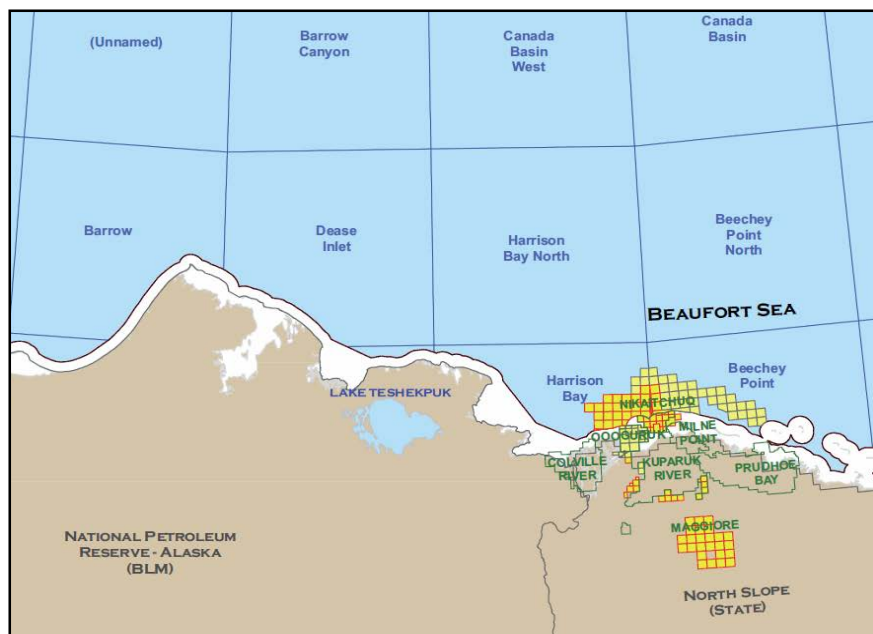 (Unnamed)
Barrow
Canyon
Canada
Basin
West
Canada
Basin
Barrow
Dease
Inlet
Harrison
Bay North
Beechey
Point
North
BEAUFORT SEA
Harrison
Bay
Beechey
Point
LAKE TESHEKPUK
NIKAITCHUQ
OOOGURUK
MILNE
POINT
COLVILLE
RIVER
KUPARUK
RIVER
PRUDHOE
BAY
MAGGIORE
NATIONAL PETROLEUM
RESERVE - ALASKA
(BLM)
NORTH SLOPE
(STATE)